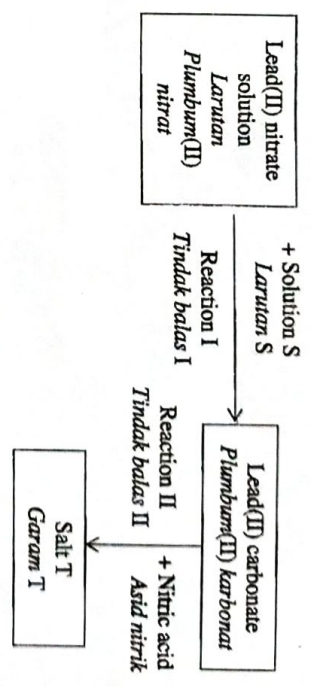 Lead(II) nitrate
solution
Larutan
Plumbum(II)
nitrat
+ Solution S
Larutan S
Reaction I
Tindak balas I
Lead(II) carbonate
Plumbum(II) karbonat
Reaction II
Tindak balas II
+ Nitric acid
Asid nitrik
Salt T
Garam T